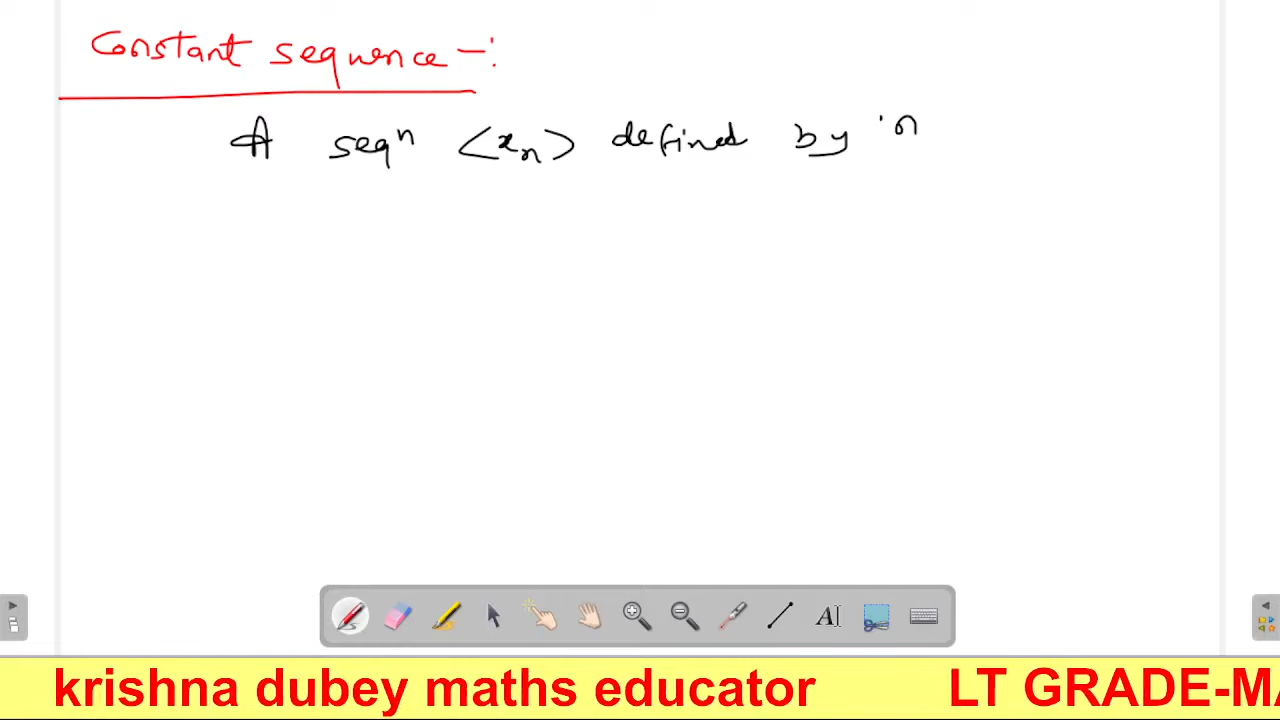 Constant sequence -:
A seqⁿ <xₙ> defined by
krishna dubey maths educator LT GRADE-MA